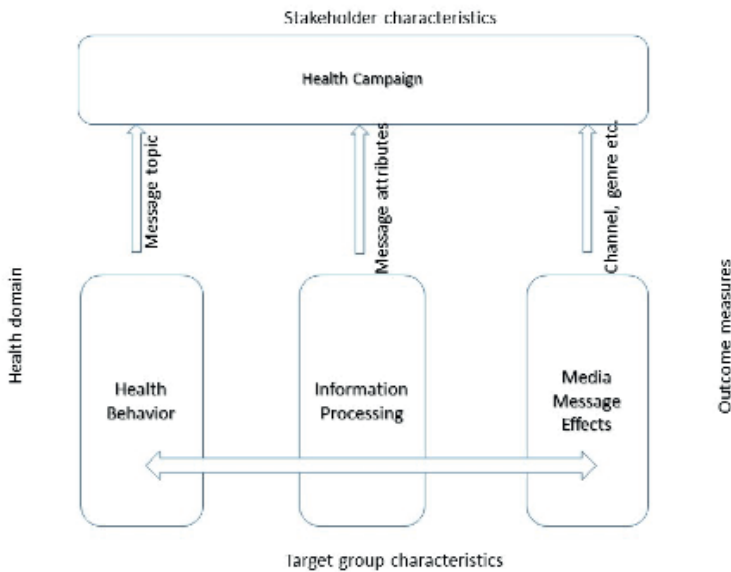 Stakeholder characteristics
Health Campaign
Message topic
Message attributes
Channel, genre etc.
Health domain
Health
Behavior
Information
Processing
Media
Message
Effects
Outcome measures
Target group characteristics